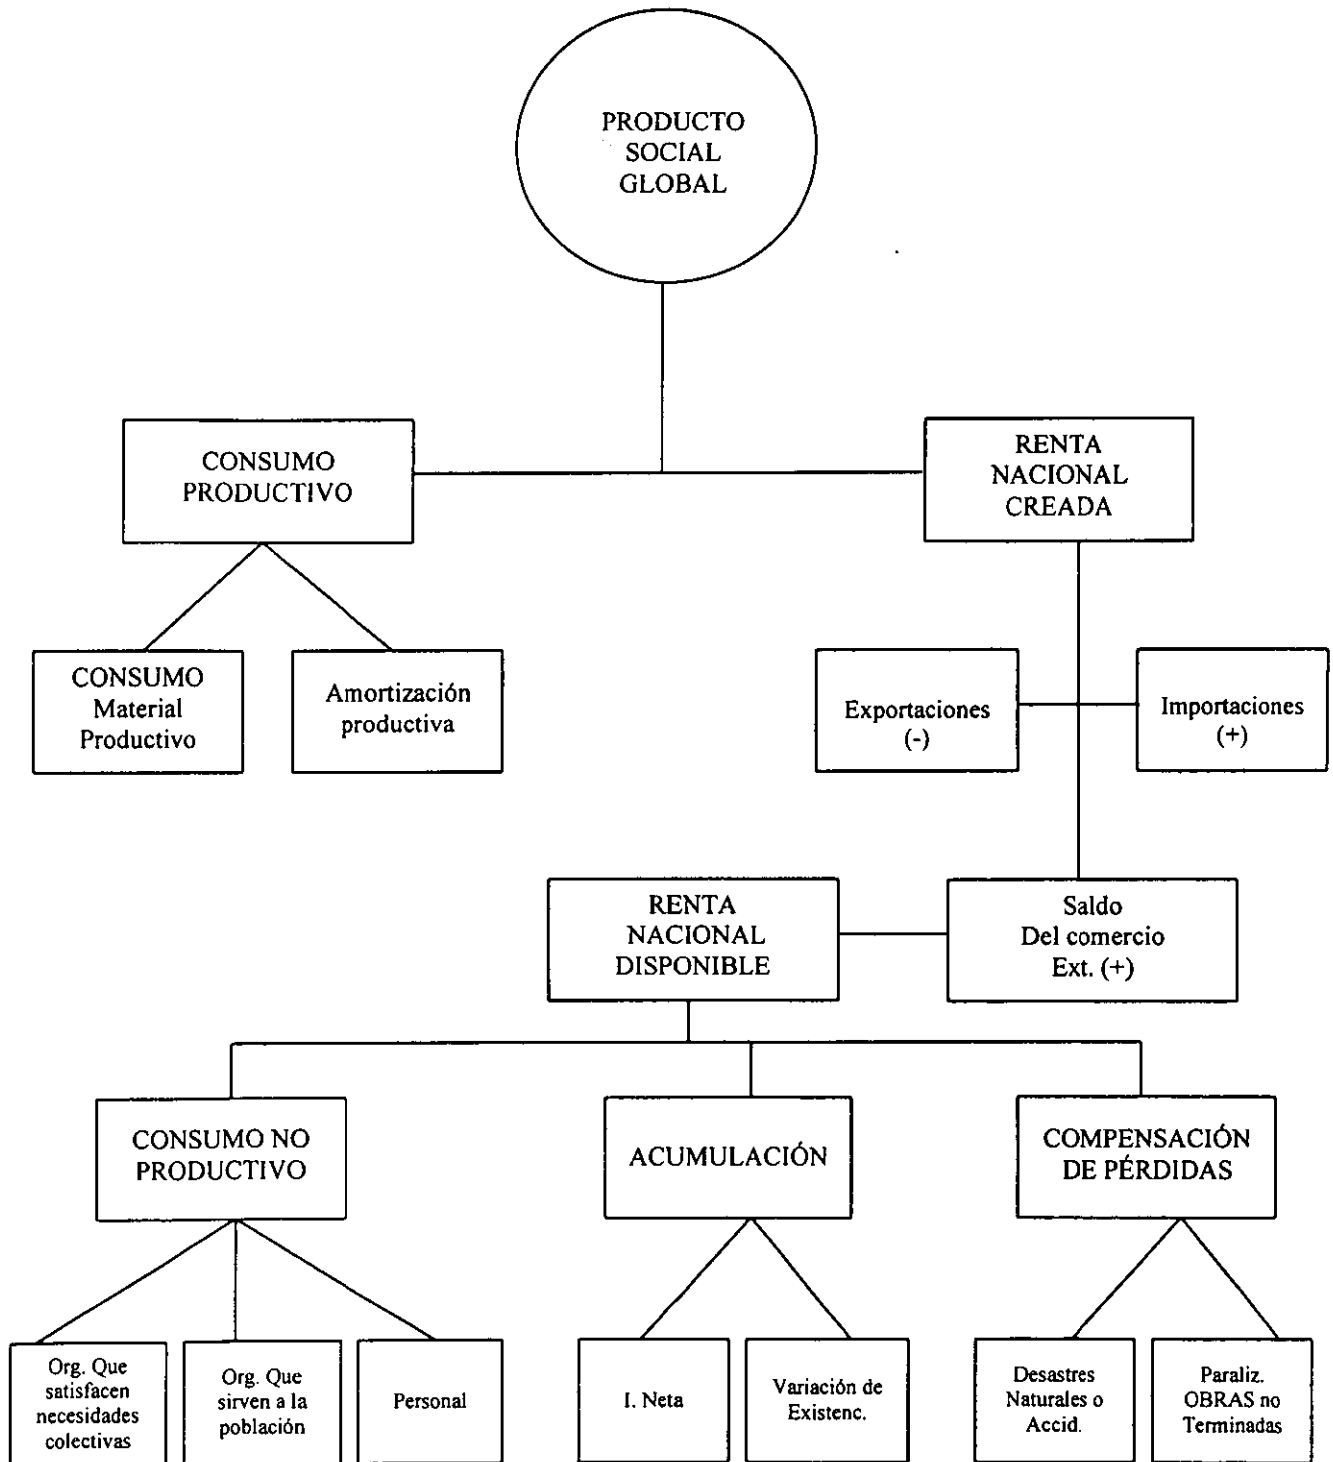 PRODUCTO
SOCIAL
GLOBAL
CONSUMO
PRODUCTIVO
RENTA
NACIONAL
CREADA
CONSUMO
Material
Productivo
Amortización
productiva
Exportaciones
(-)
Importaciones
(+)
RENTA
NACIONAL
DISPONIBLE
Saldo
Del comercio
Ext. (+)
CONSUMO NO
PRODUCTIVO
ACUMULACIÓN
COMPENSACIÓN
DE PÉRDIDAS
Org. Que
satisfacen
necesidades
colectivas
Org. Que
sirven a la
población
Personal
I. Neta
Variación de
Existenc.
Desastres
Naturales o
Accid.
Paraliz.
OBRAS no
Terminadas